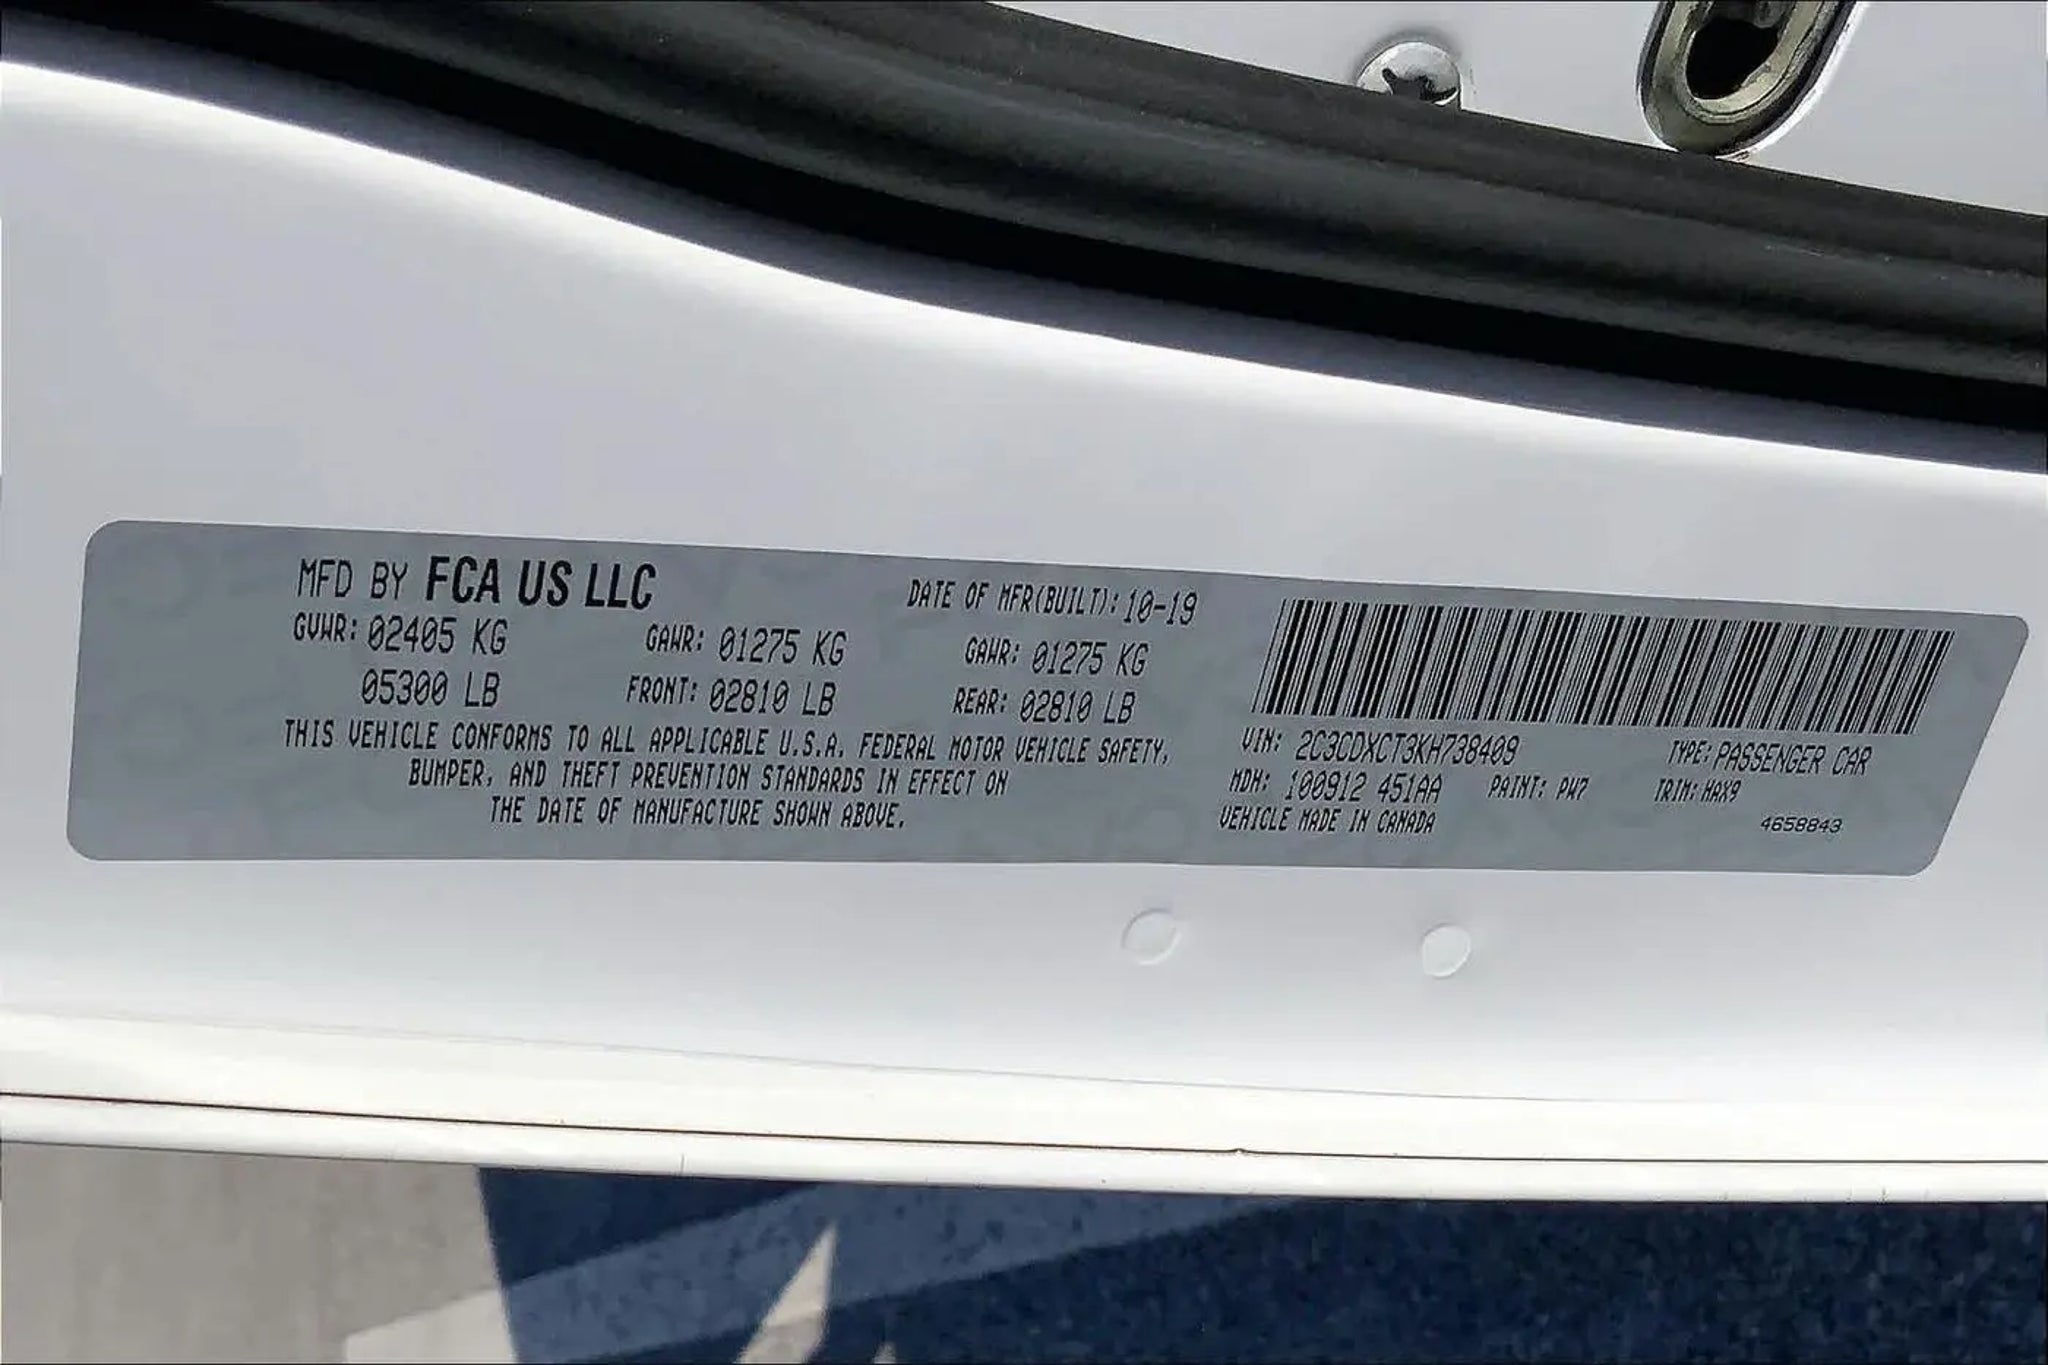 MFD BY FCA US LLC
DATE OF MFR(BUILT): 10-19
GVWR: 02405 KG
GAWR: 01275 KG
GAWR: 01275 KG
05300 LB
FRONT: 02810 LB
REAR: 02810 LB
THIS VEHICLE CONFORMS TO ALL APPLICABLE U.S.A. FEDERAL MOTOR VEHICLE SAFETY,
BUMPER, AND THEFT PREVENTION STANDARDS IN EFFECT ON
THE DATE OF MANUFACTURE SHOWN ABOVE.
VIN: 2C3CDXCT3KH738409
TYPE: PASSENGER CAR
MDH: 100912 451AA
PAINT: PW7
TRIM: HAX9
VEHICLE MADE IN CANADA
4658843